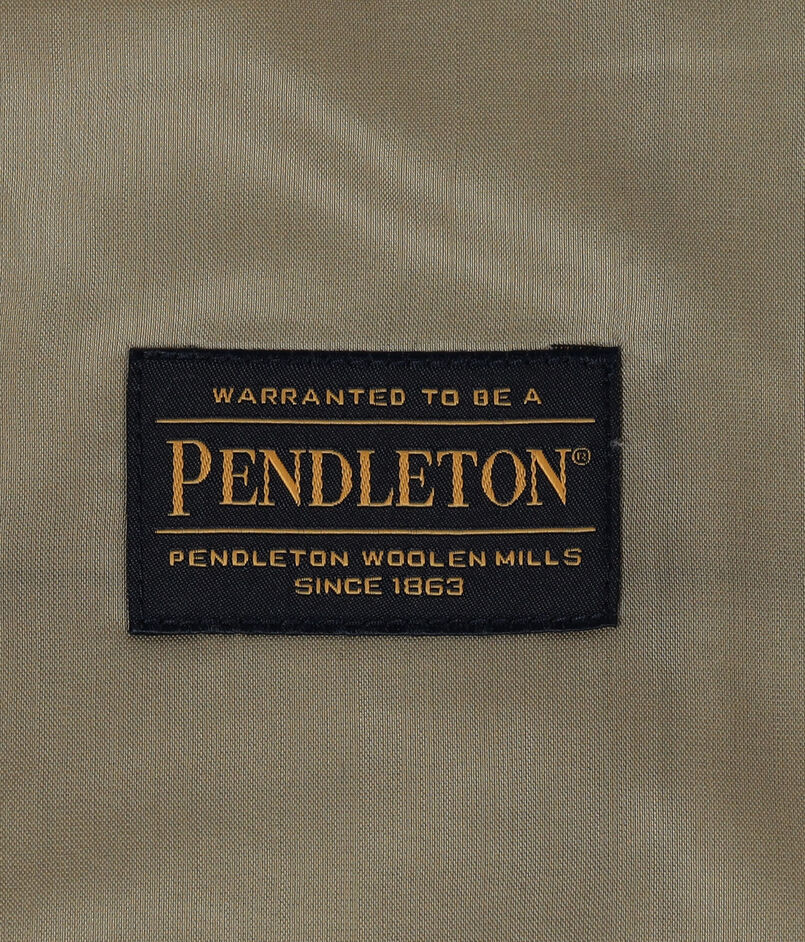 WARRANTED TO BE A
PENDLETON®
PENDLETON WOOLEN MILLS
SINCE 1863